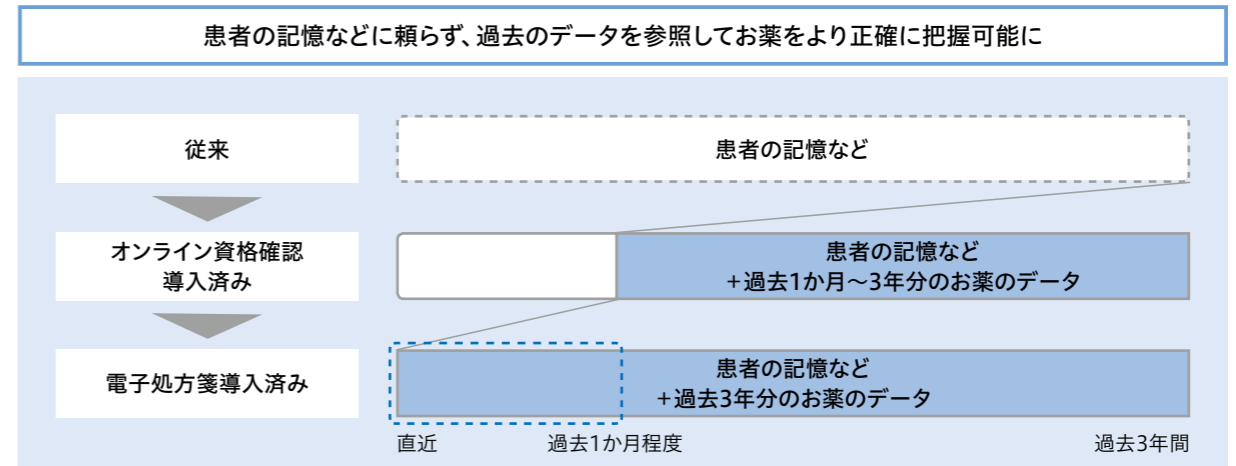 患者の記憶などに頼らず、過去のデータを参照してお薬をより正確に把握可能に
従来
患者の記憶など
オンライン資格確認
導入済み
患者の記憶など
+過去1か月～3年分のお薬のデータ
電子処方箋導入済み
患者の記憶など
+過去3年分のお薬のデータ
直近
過去1か月程度
過去3年間